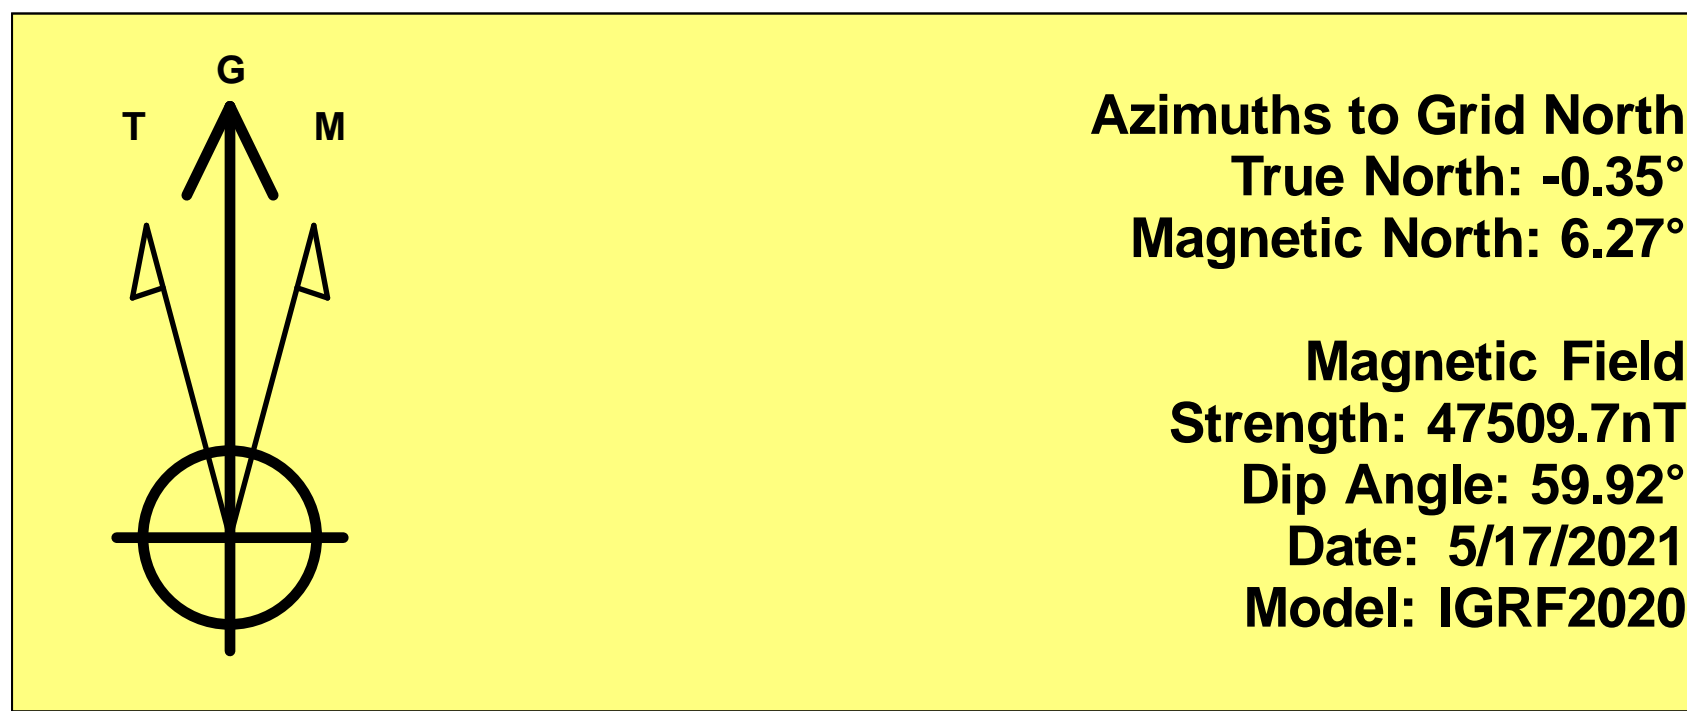 G
T
M
Azimuths to Grid North
True North: -0.35°
Magnetic North: 6.27°
Magnetic Field
Strength: 47509.7nT
Dip Angle: 59.92°
Date: 5/17/2021
Model: IGRF2020